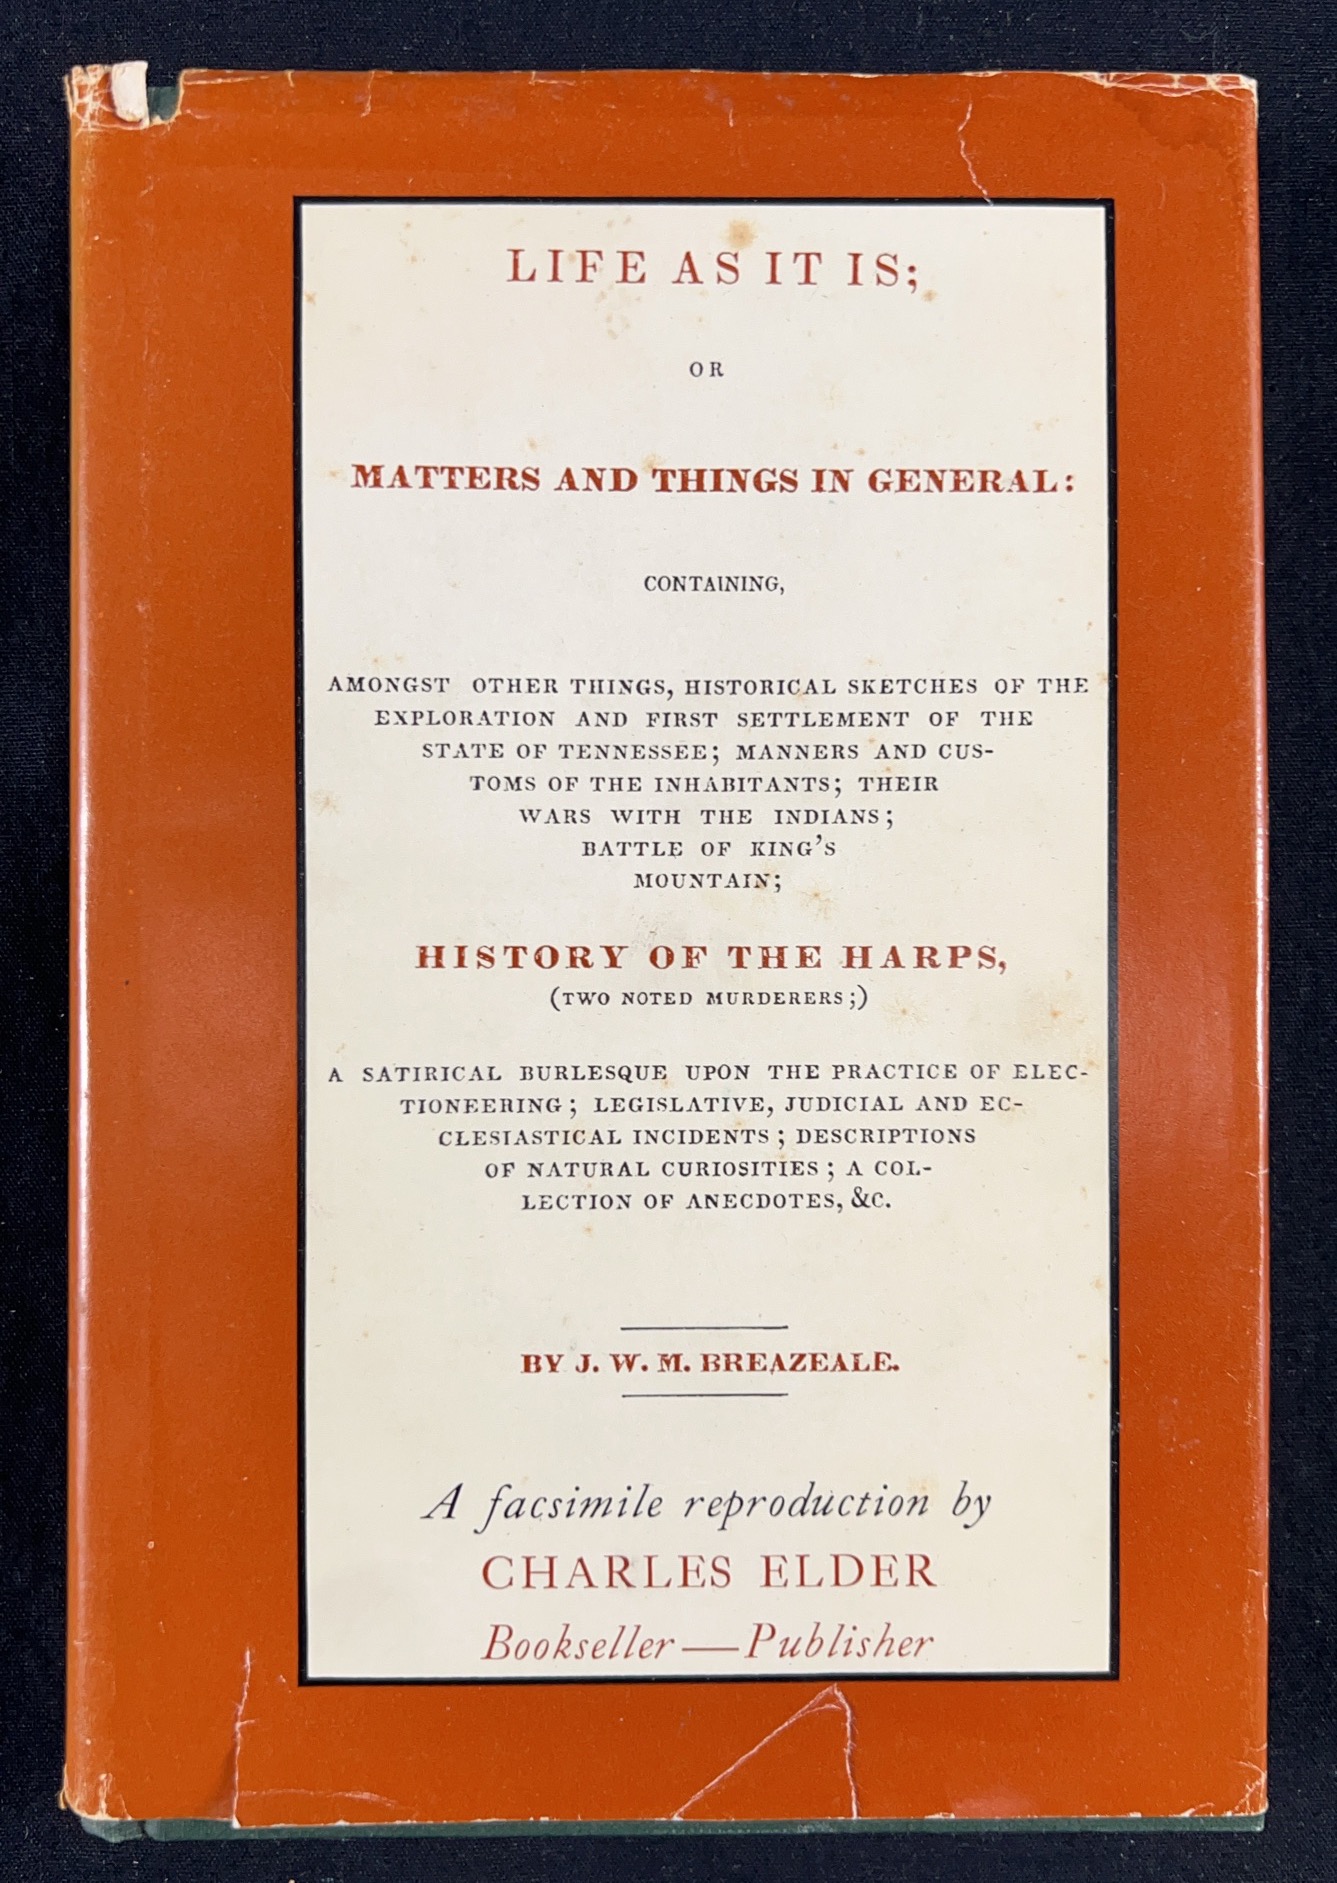 LIFE AS IT IS;
OR
MATTERS AND THINGS IN GENERAL:
CONTAINING,
AMONGST OTHER THINGS, HISTORICAL SKETCHES OF THE
EXPLORATION AND FIRST SETTLEMENT OF THE
STATE OF TENNESSEE; MANNERS AND CUS-
TOMS OF THE INHABITANTS; THEIR
WARS WITH THE INDIANS;
BATTLE OF KING'S
MOUNTAIN;
HISTORY OF THE HARPS,
(TWO NOTED MURDERERS;)
A SATIRICAL BURLESQUE UPON THE PRACTICE OF ELEC-
TIONEERING; LEGISLATIVE, JUDICIAL AND EC-
CLESIASTICAL INCIDENTS; DESCRIPTIONS
OF NATURAL CURIOSITIES; A COL-
LECTION OF ANECDOTES, &C.
BY J. W. M. BREAZEALE.
A facsimile reproduction by
CHARLES ELDER
Bookseller—Publisher